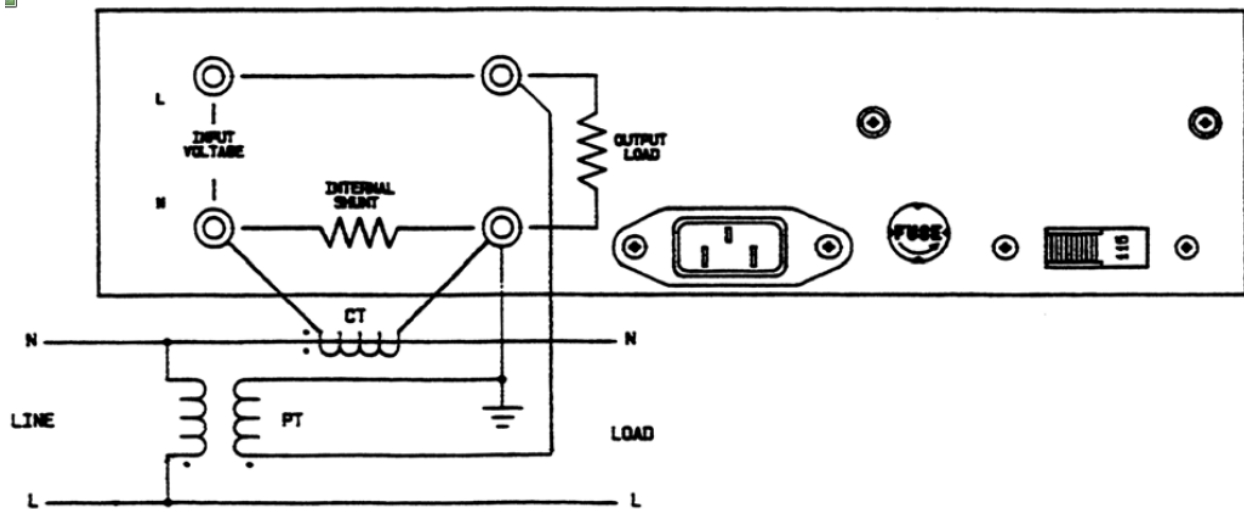 L
INPUT
VOLTAGE
N
INTERNAL
SHUNT
OUTPUT
LOAD
FUSE
115
CT
N
N
LINE
PT
LOAD
L
L